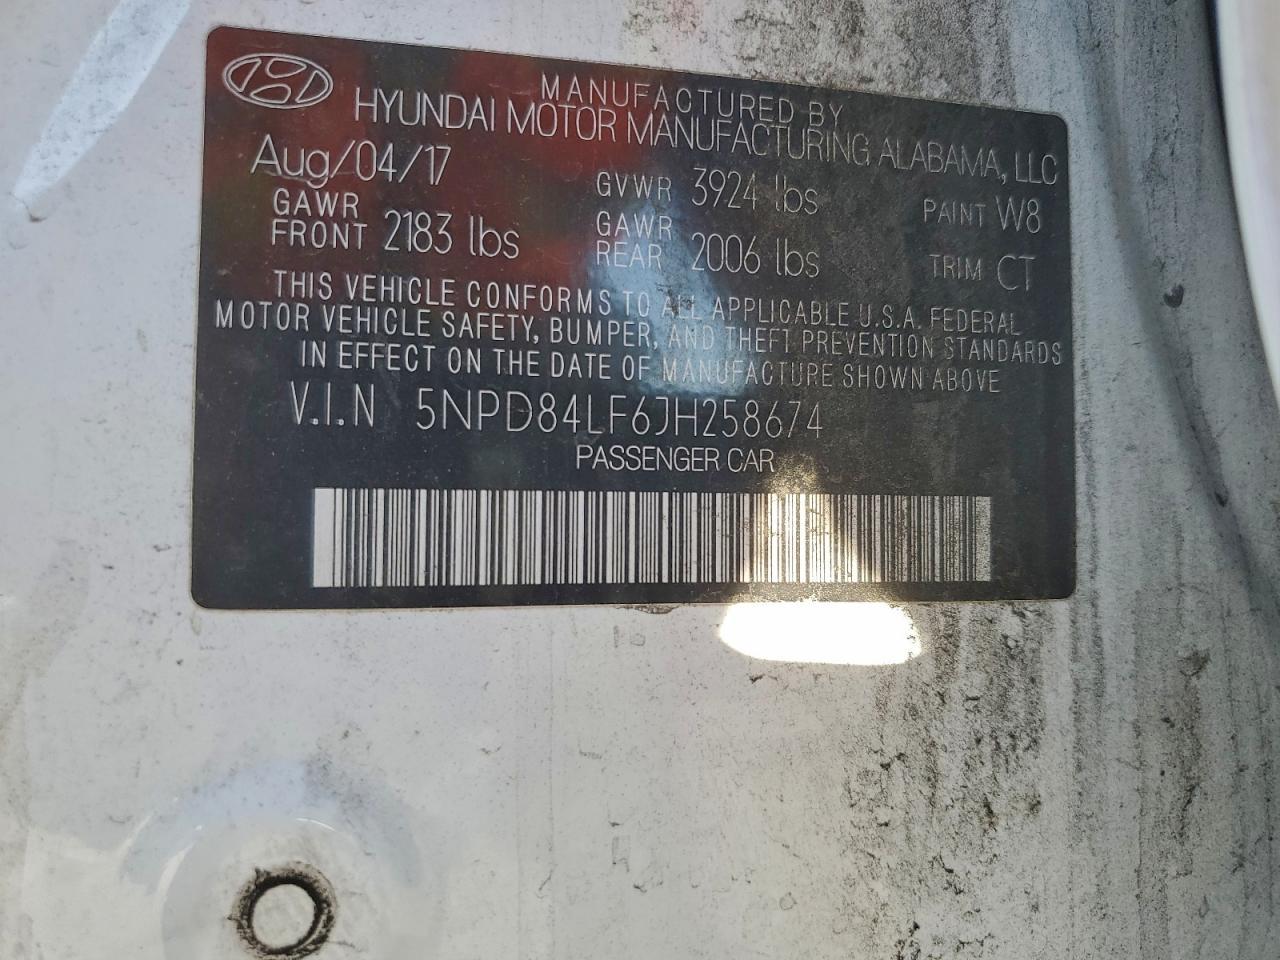 MANUFACTURED BY
HYUNDAI MOTOR MANUFACTURING ALABAMA, LLC
Aug/04/17 GVWR 3924 lbs PAINT W8
GAWR FRONT 2183 lbs GAWR REAR 2006 lbs TRIM CT
THIS VEHICLE CONFORMS TO ALL APPLICABLE U.S.A. FEDERAL
MOTOR VEHICLE SAFETY, BUMPER, AND THEFT PREVENTION STANDARDS
IN EFFECT ON THE DATE OF MANUFACTURE SHOWN ABOVE
V.I.N 5NPD84LF6JH258674
PASSENGER CAR